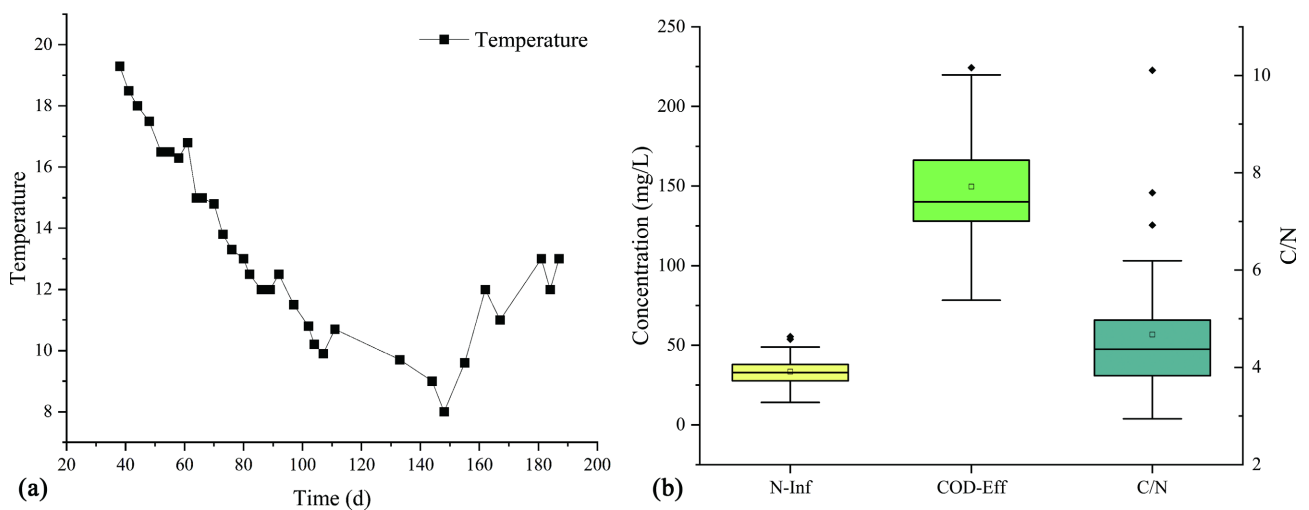 Temperature
20
18
16
14
12
10
8
Temperature
20 40 60 80 100 120 140 160 180 200
Time (d)
(a)
250
200
150
100
50
0
Concentration (mg/L)
10
8
6
4
2
C/N
N-Inf COD-Eff C/N
(b)